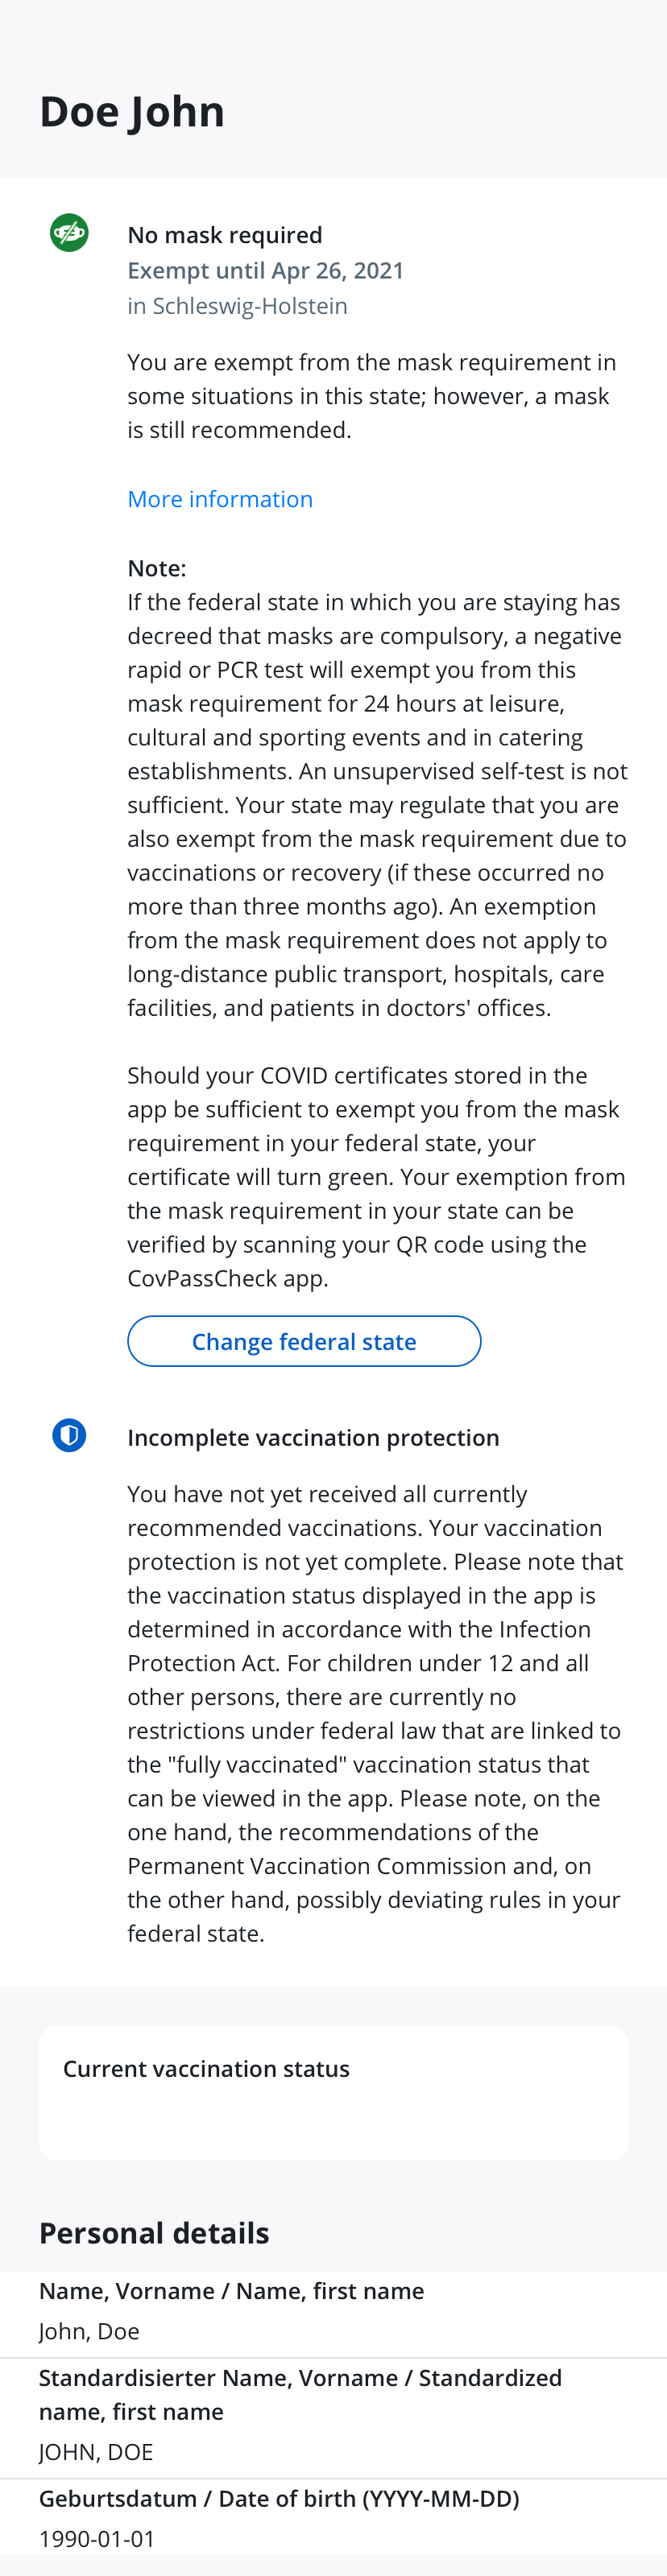 Doe John
No mask required
Exempt until Apr 26, 2021
in Schleswig-Holstein
You are exempt from the mask requirement in
some situations in this state; however, a mask
is still recommended.
More information
Note:
If the federal state in which you are staying has
decreed that masks are compulsory, a negative
rapid or PCR test will exempt you from this
mask requirement for 24 hours at leisure,
cultural and sporting events and in catering
establishments. An unsupervised self-test is not
sufficient. Your state may regulate that you are
also exempt from the mask requirement due to
vaccinations or recovery (if these occurred no
more than three months ago). An exemption
from the mask requirement does not apply to
long-distance public transport, hospitals, care
facilities, and patients in doctors' offices.
Should your COVID certificates stored in the
app be sufficient to exempt you from the mask
requirement in your federal state, your
certificate will turn green. Your exemption from
the mask requirement in your state can be
verified by scanning your QR code using the
CovPassCheck app.
Change federal state
Incomplete vaccination protection
You have not yet received all currently
recommended vaccinations. Your vaccination
protection is not yet complete. Please note that
the vaccination status displayed in the app is
determined in accordance with the Infection
Protection Act. For children under 12 and all
other persons, there are currently no
restrictions under federal law that are linked to
the "fully vaccinated" vaccination status that
can be viewed in the app. Please note, on the
one hand, the recommendations of the
Permanent Vaccination Commission and, on
the other hand, possibly deviating rules in your
federal state.
Current vaccination status
Personal details
Name, Vorname / Name, first name
John, Doe
Standardisierter Name, Vorname / Standardized
name, first name
JOHN, DOE
Geburtsdatum / Date of birth (YYYY-MM-DD)
1990-01-01